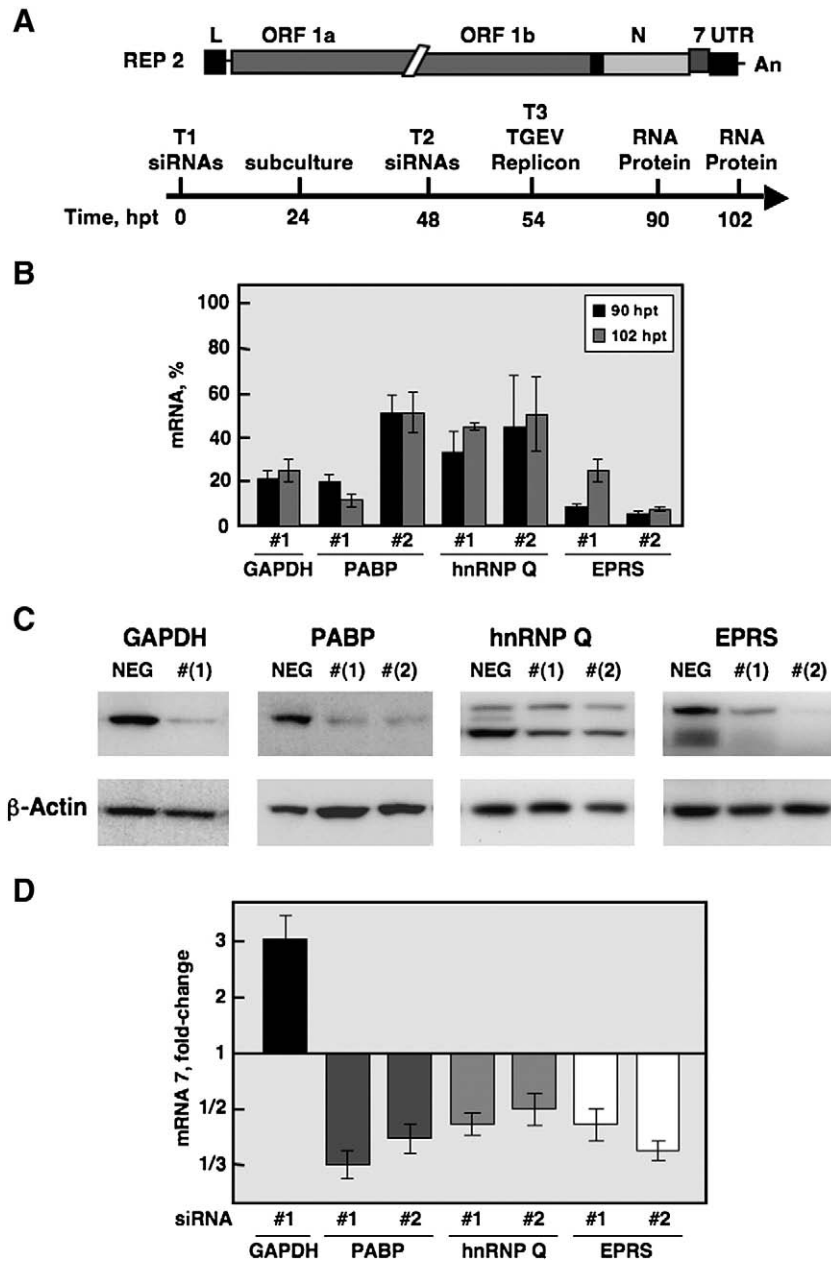 A
L ORF 1a ORF 1b N 7 UTR
REP 2 An
T3
T1 T2 TGEV RNA RNA
siRNAs subculture siRNAs Replicon Protein Protein
Time, hpt 0 24 48 54 90 102
B
mRNA, %
100
80
60
40
20
0
90 hpt
102 hpt
#1 #1 #2 #1 #2 #1 #2
GAPDH PABP hnRNP Q EPRS
C
GAPDH PABP hnRNP Q EPRS
NEG #(1) NEG #(1) #(2) NEG #(1) #(2) NEG #(1) #(2)
β-Actin
D
mRNA 7, fold-change
3
2
1
1/2
1/3
siRNA #1 #1 #2 #1 #2 #1 #2
GAPDH PABP hnRNP Q EPRS